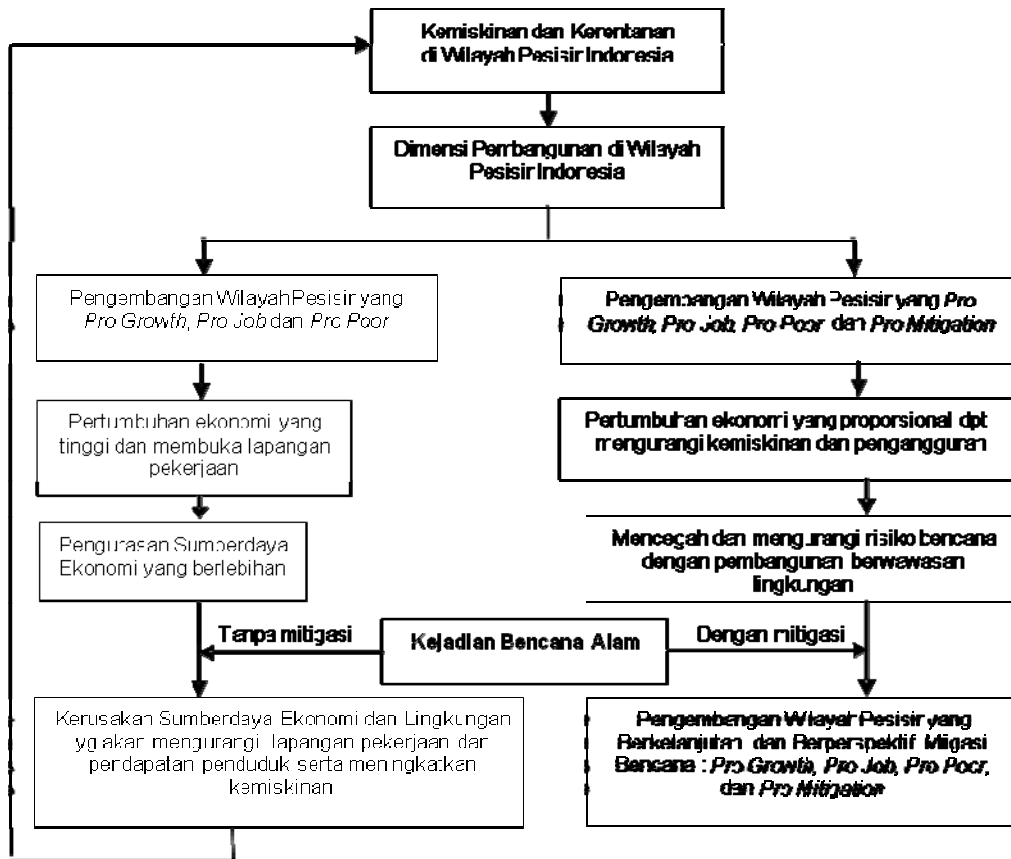 Kemiskinan dan Kerentanan
di Wilayah Pesisir Indonesia
Dimensi Pembangunan di Wilayah
Pesisir Indonesia
Pengembangan Wilayah Pesisir yang
Pro Growth, Pro Job dan Pro Poor
Pengembangan Wilayah Pesisir yang Pro
Growth, Pro Job, Pro Poor dan Pro Mitigation
Pertumbuhan ekonomi yang
tinggi dan membuka lapangan
pekerjaan
Pertumbuhan ekonomi yang proporsional dpt
mengurangi kemiskinan dan pengangguran
Pengurasan Sumberdaya
Ekonomi yang berlebihan
Mencegah dan mengurangi risiko bencana
dengan pembangunan berwawasan
lingkungan
Tanpa mitigasi
Kejadian Bencana Alam
Dengan mitigasi
Kerusakan Sumberdaya Ekonomi dan Lingkungan
yg akan mengurangi lapangan pekerjaan dan
pendapatan penduduk serta meningkatkan
kemiskinan
Pengembangan Wilayah Pesisir yang
Berkelanjutan dan Berperspektif Mitigasi
Bencana : Pro Growth, Pro Job, Pro Poor,
dan Pro Mitigation